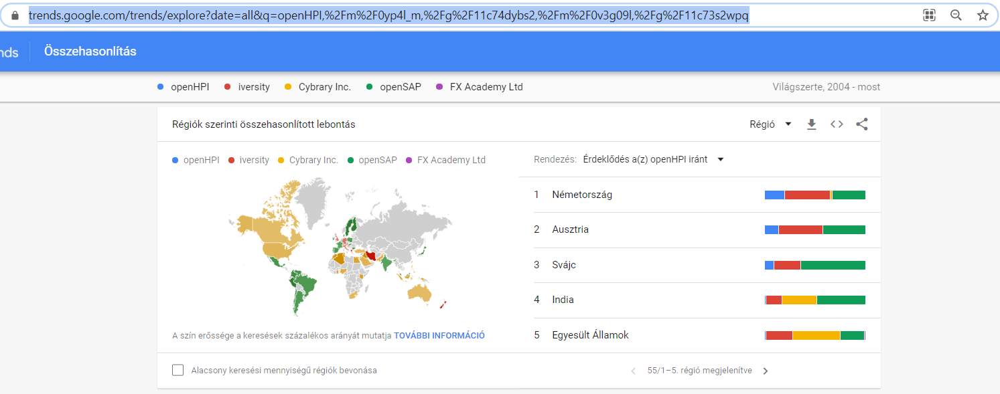 trends.google.com/trends/explore?date=all&q=openHPI,%2Fm%2F0yp4l_m,%2Fg%2F11c74dybs2,%2Fm%2F0v3g09l,%2Fg%2F11c73s2wpq
nds Összehasonlítás
openHPI iversity Cybrary Inc. openSAP FX Academy Ltd Világszerte, 2004 - most
Régiók szerinti összehasonlított lebontás Régió
openHPI iversity Cybrary Inc. openSAP FX Academy Ltd
Rendezés: Érdeklődés a(z) openHPI iránt
1 Németország
2 Ausztria
3 Svájc
4 India
5 Egyesült Államok
A szín erőssége a keresések százalékos arányát mutatja TOVÁBBI INFORMÁCIÓ
Alacsony keresési mennyiségű régiók bevonása
55/1–5. régió megjelenítve